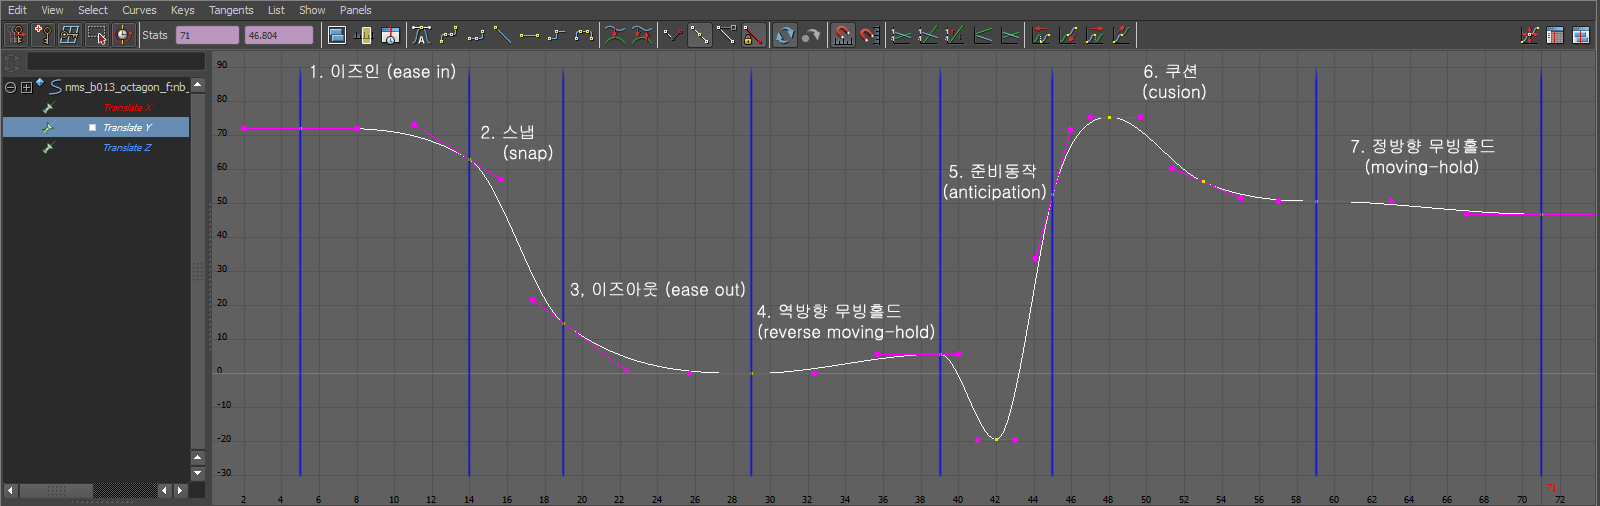 Edit View Select Curves Keys Tangents List Show Panels
Stats 71 46.804
nms_b013_octagon_f:nb_
Translate X
Translate Y
Translate Z
90
80
70
60
50
40
30
20
10
0
-10
-20
-30
1. 이즈인 (ease in)
2. 스냅
(snap)
3, 이즈아웃 (ease out)
4. 역방향 무빙홀드
(reverse moving-hold)
5. 준비동작
(anticipation)
6. 쿠션
(cusion)
7. 정방향 무빙홀드
(moving-hold)
71
2 4 6 8 10 12 14 16 18 20 22 24 26 28 30 32 34 36 38 40 42 44 46 48 50 52 54 56 58 60 62 64 66 68 70 72